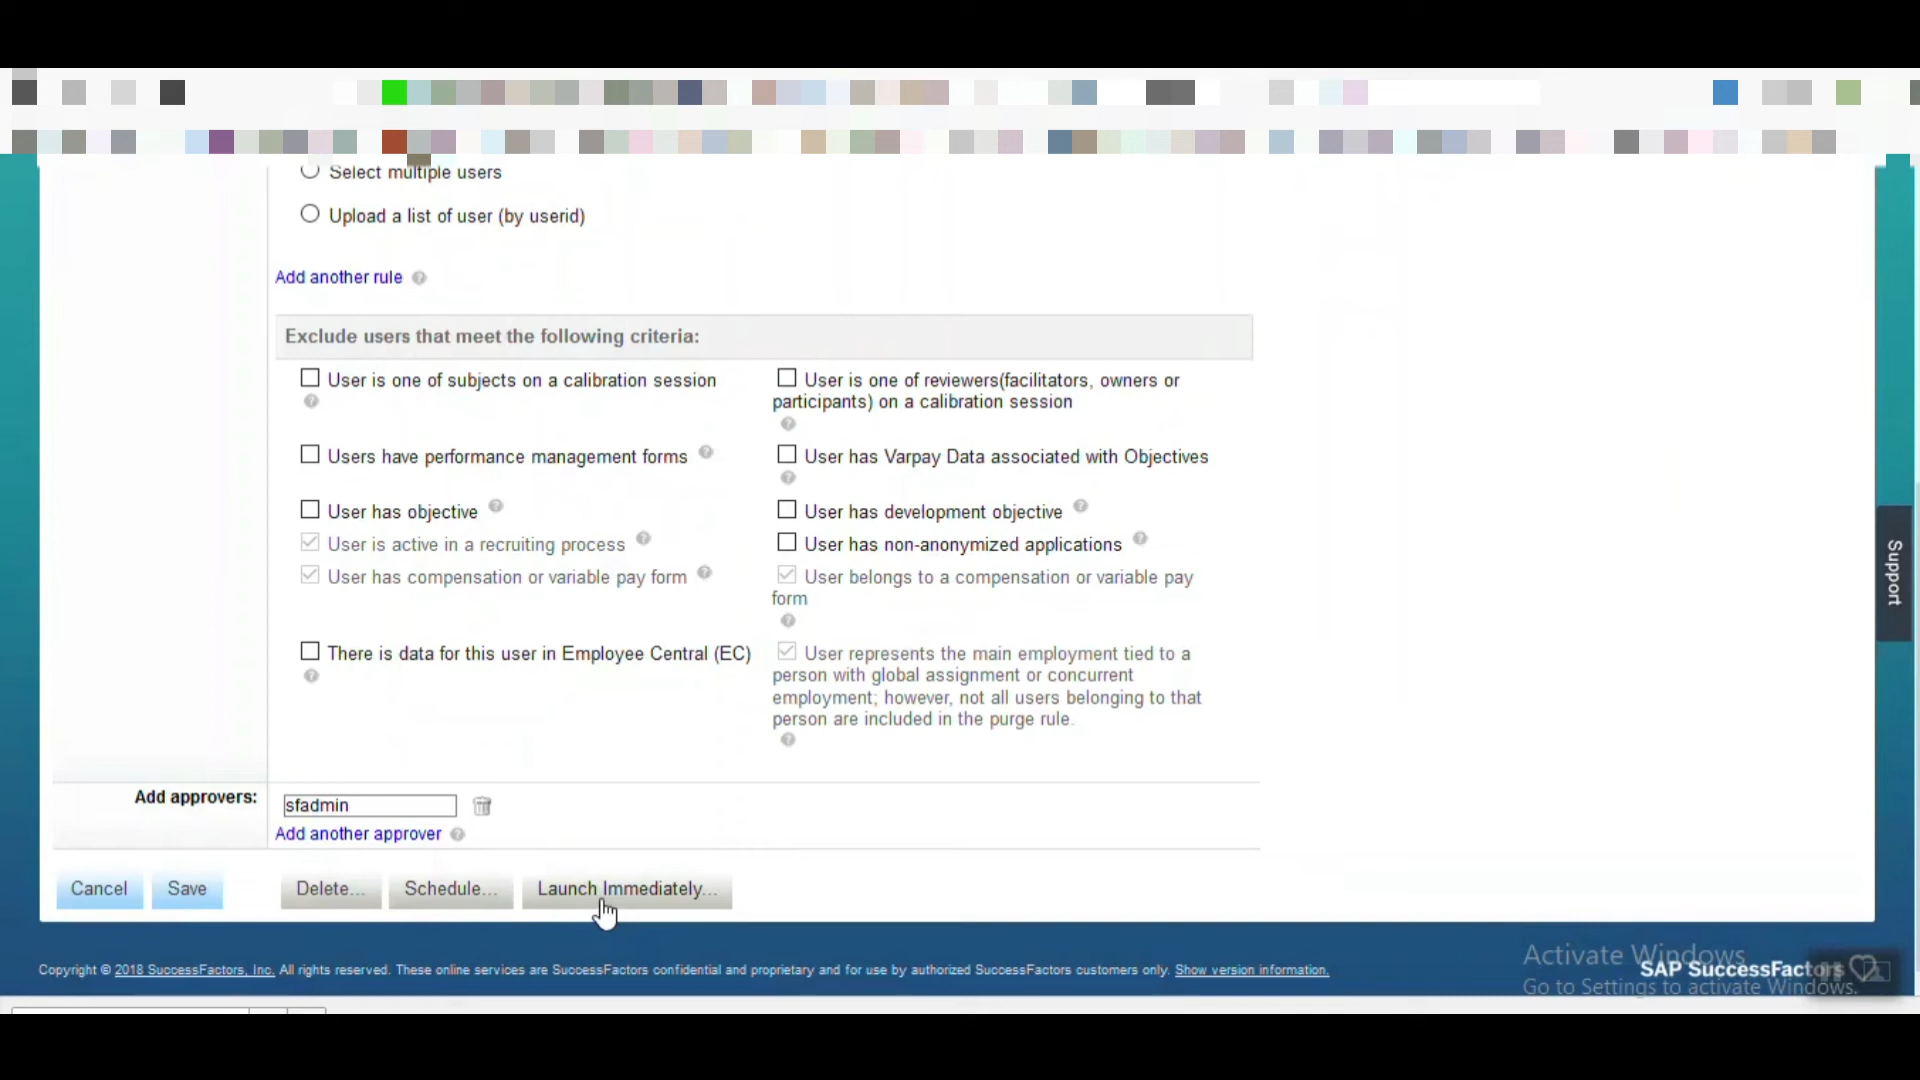 Select multiple users
Upload a list of user (by userid)
Add another rule
Exclude users that meet the following criteria:
User is one of subjects on a calibration session
User is one of reviewers(facilitators, owners or
participants) on a calibration session
Users have performance management forms
User has Varpay Data associated with Objectives
User has objective
User has development objective
User is active in a recruiting process
User has non-anonymized applications
User has compensation or variable pay form
User belongs to a compensation or variable pay
form
There is data for this user in Employee Central (EC)
User represents the main employment tied to a
person with global assignment or concurrent
employment; however, not all users belonging to that
person are included in the purge rule.
Support
Add approvers:
sfadmin
Add another approver
Cancel
Save
Delete...
Schedule...
Launch Immediately...
Copyright © 2018 SuccessFactors, Inc. All rights reserved. These online services are SuccessFactors confidential and proprietary and for use by authorized SuccessFactors customers only. Show version information.
Activate Windows
SAP SuccessFactors
Go to Settings to activate Windows.